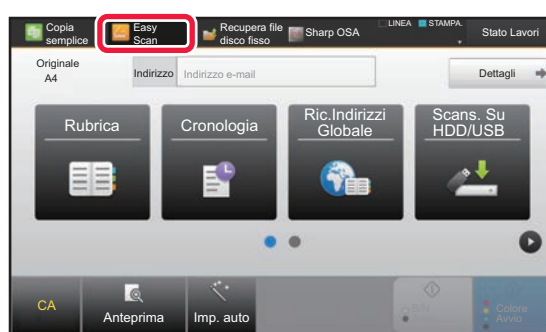 Copia
semplice
Easy
Scan
Recupera file
disco fisso
Sharp OSA
LINEA
STAMPA.
Stato Lavori
Originale
A4
Indirizzo
Indirizzo e-mail
Dettagli
Rubrica
Cronologia
Ric.Indirizzi
Globale
Scans. Su
HDD/USB
CA
Anteprima
Imp. auto
B/N
Colore
Avvio